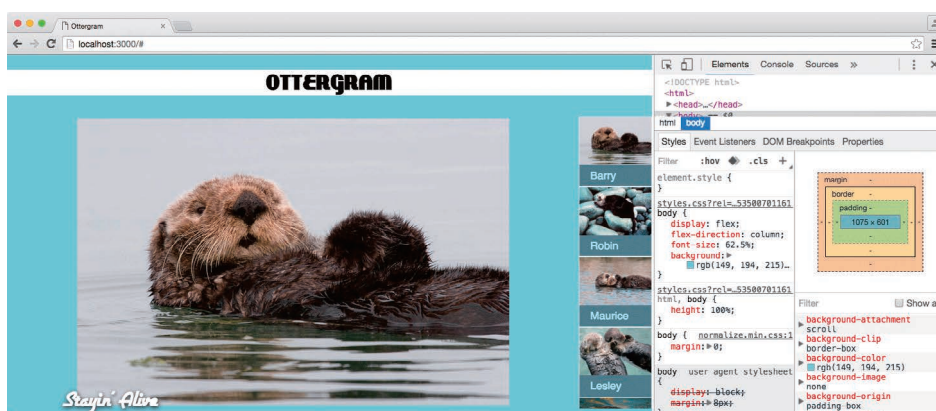 Ottergram
localhost:3000/#
OTTERGRAM
Barry
Robin
Maurice
Lesley
Stayin' Alive
Elements Console Sources »
<!DOCTYPE html>
<html>
▶<head>…</head>
▼<body> == $0
html body
Styles Event Listeners DOM Breakpoints Properties
Filter :hov .cls +
element.style {
}
styles.css?rel=…53500701161
body {
display: flex;
flex-direction: column;
font-size: 62.5%;
background:▶
rgb(149, 194, 215)…
}
styles.css?rel=…53500701161
html, body {
height: 100%;
}
body { normalize.min.css:1
margin:▶0;
}
body user agent stylesheet
{
display: block;
margin:▶8px;
margin -
border -
padding -
1075 × 601
Filter Show a
background-attachment
scroll
background-clip
border-box
background-color
rgb(149, 194, 215)
background-image
none
background-origin
padding box